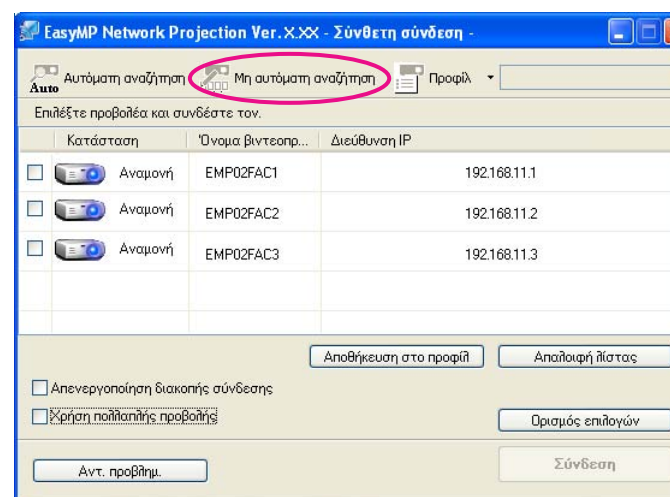 EasyMP Network Projection Ver.X.XX - Σύνθετη σύνδεση -
Auto Αυτόματη αναζήτηση Μη αυτόματη αναζήτηση Προφίλ
Επιλέξτε προβολέα και συνδέστε τον.
Κατάσταση Όνομα βιντεοπρ... Διεύθυνση IP
Αναμονή EMP02FAC1 192.168.11.1
Αναμονή EMP02FAC2 192.168.11.2
Αναμονή EMP02FAC3 192.168.11.3
Αποθήκευση στο προφίλ Απαλοιφή λίστας
Απενεργοποίηση διακοπής σύνδεσης
Χρήση πολλαπλής προβολής Ορισμός επιλογών
Αντ. προβλημ. Σύνδεση